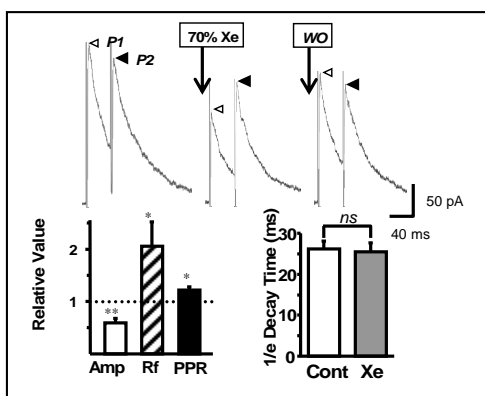 P1
P2
70% Xe
WO
50 pA
40 ms
Relative Value
2
1
*
**
*
Amp Rf PPR
1/e Decay Time (ms)
30
20
10
0
ns
Cont Xe